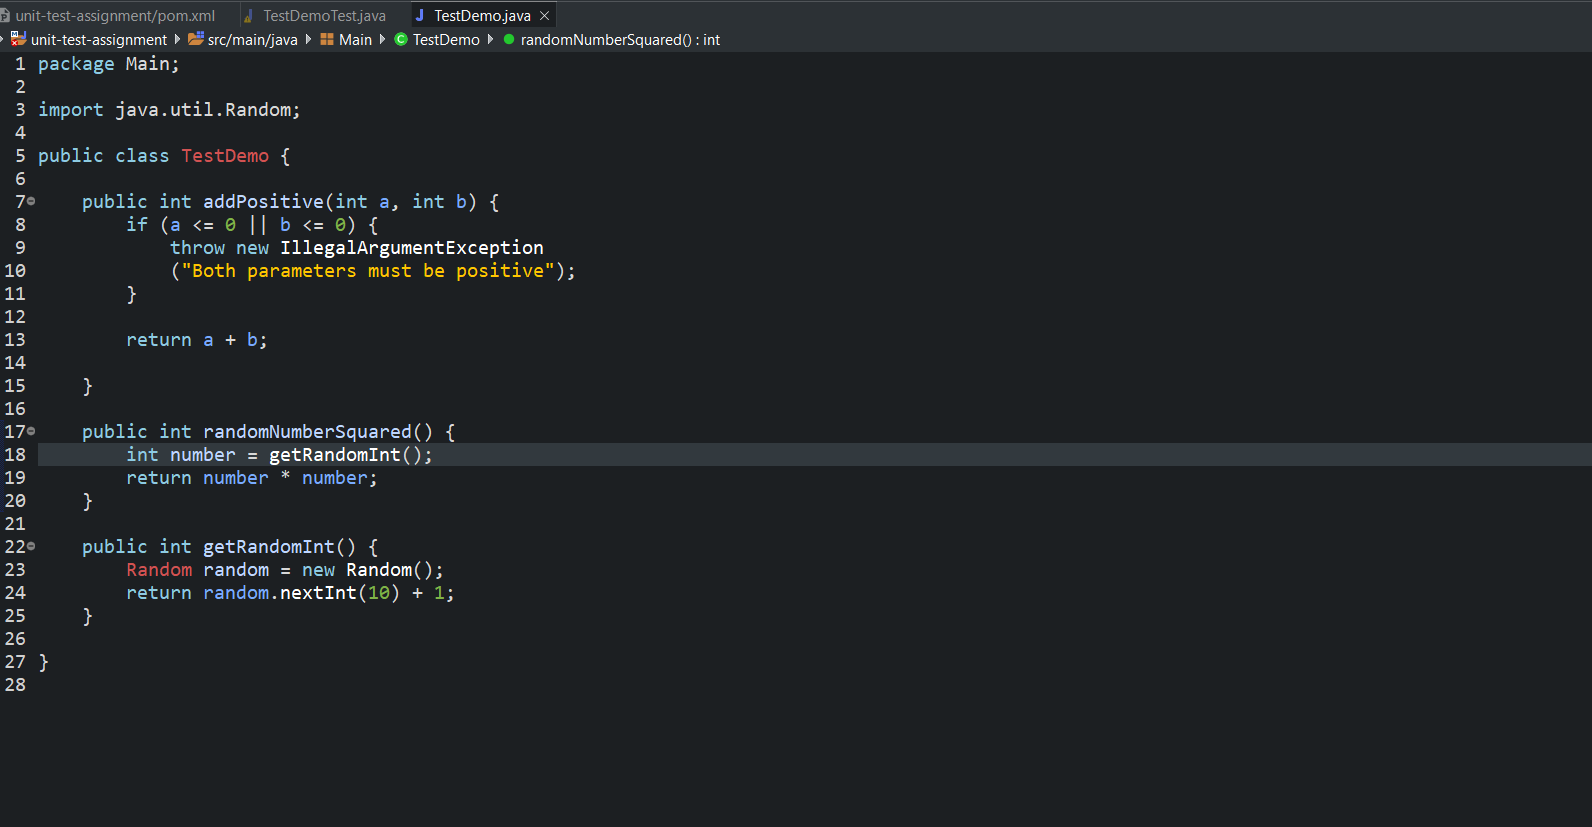 unit-test-assignment/pom.xml TestDemoTest.java J TestDemo.java
unit-test-assignment src/main/java Main C TestDemo randomNumberSquared() : int
1 package Main;
2
3 import java.util.Random;
4
5 public class TestDemo {
6
7 public int addPositive(int a, int b) {
8 if (a <= 0 || b <= 0) {
9 throw new IllegalArgumentException
10 ("Both parameters must be positive");
11 }
12
13 return a + b;
14
15 }
16
17 public int randomNumberSquared() {
18 int number = getRandomInt();
19 return number * number;
20 }
21
22 public int getRandomInt() {
23 Random random = new Random();
24 return random.nextInt(10) + 1;
25 }
26
27 }
28